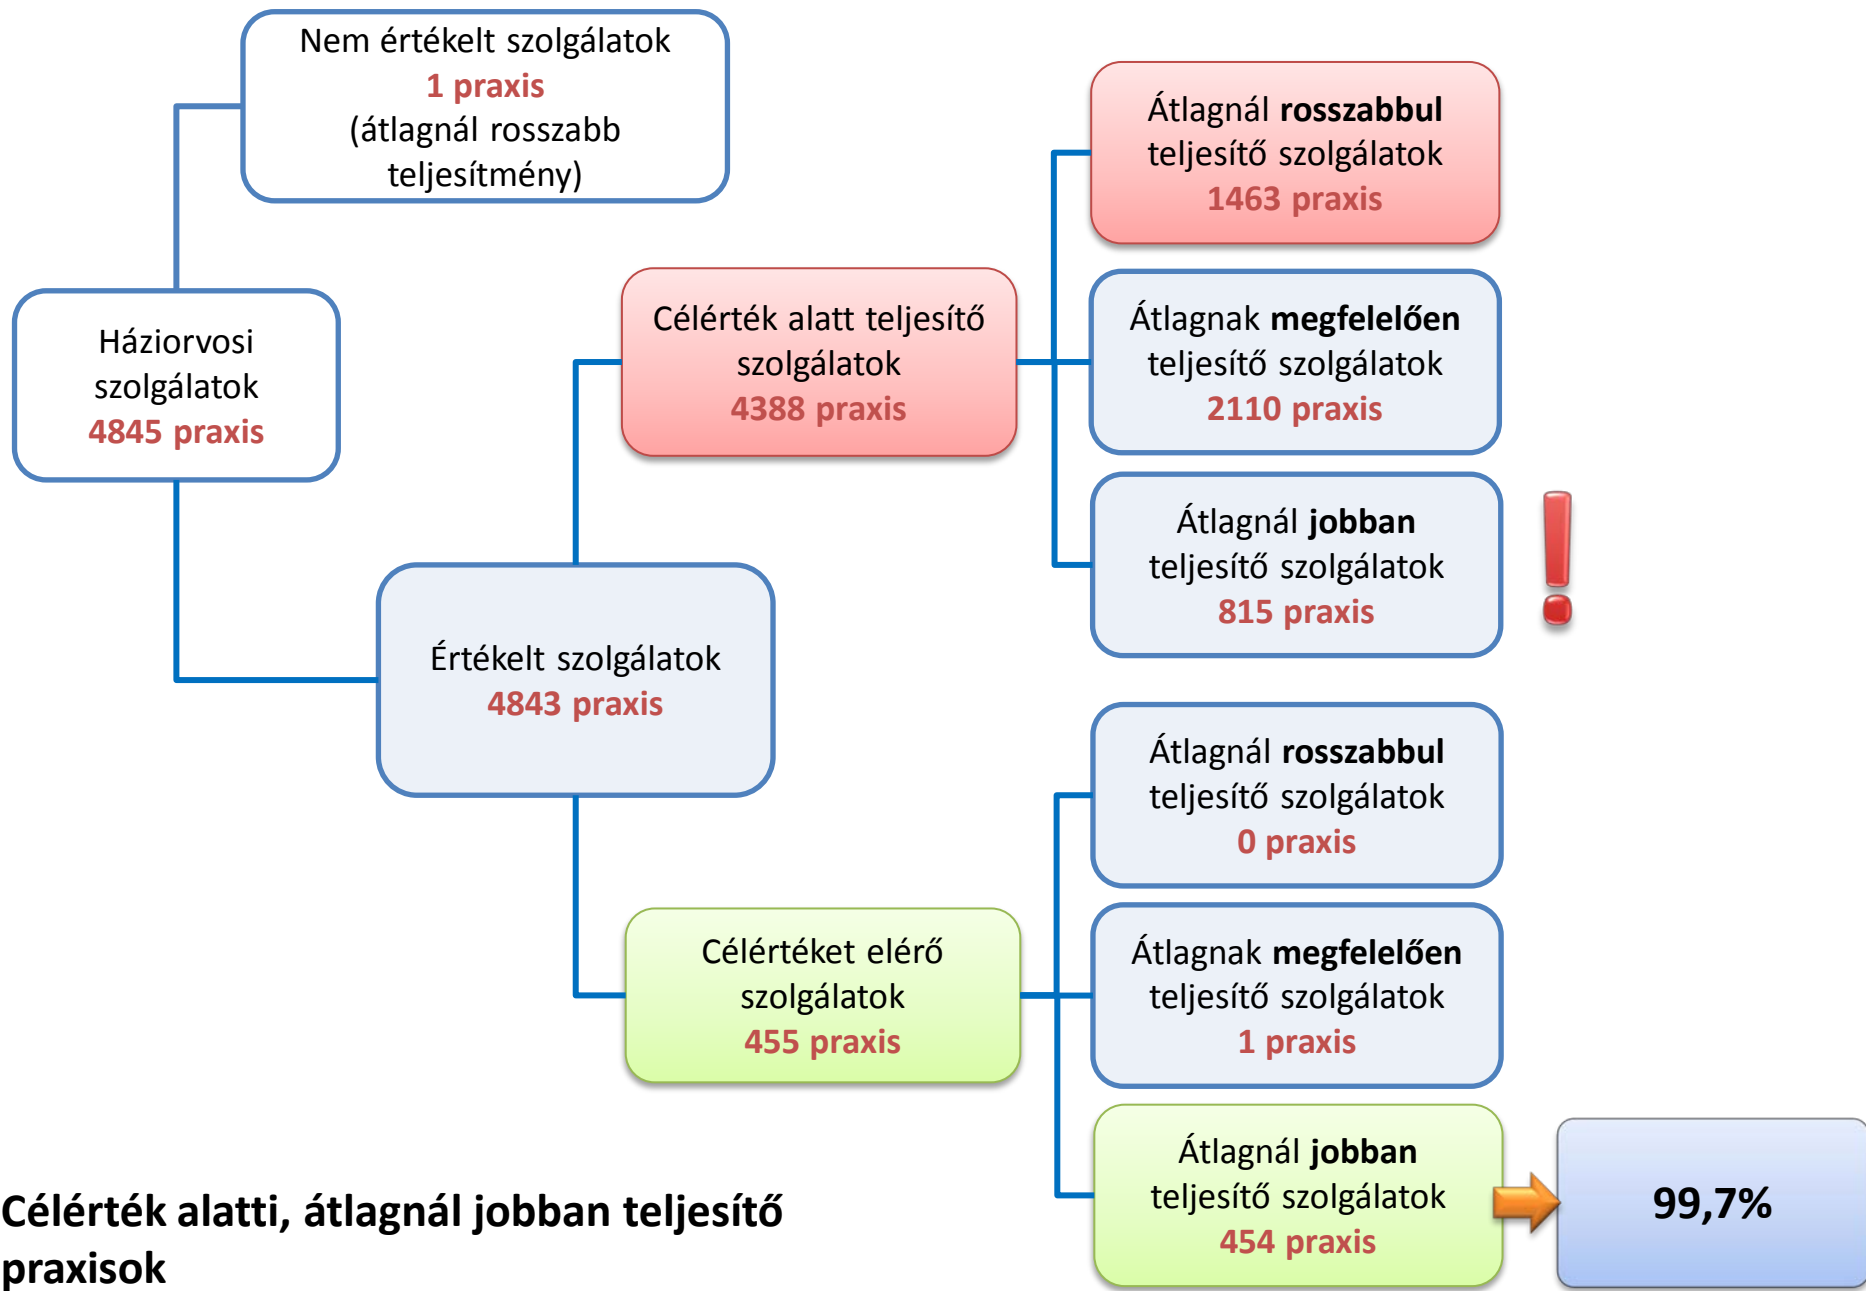 Nem értékelt szolgálatok
1 praxis
(átlagnál rosszabb
teljesítmény)
Háziorvosi
szolgálatok
4845 praxis
Értékelt szolgálatok
4843 praxis
Célérték alatt teljesítő
szolgálatok
4388 praxis
Átlagnál rosszabbul
teljesítő szolgálatok
1463 praxis
Átlagnak megfelelően
teljesítő szolgálatok
2110 praxis
Átlagnál jobban
teljesítő szolgálatok
815 praxis
!
Célértéket elérő
szolgálatok
455 praxis
Átlagnál rosszabbul
teljesítő szolgálatok
0 praxis
Átlagnak megfelelően
teljesítő szolgálatok
1 praxis
Átlagnál jobban
teljesítő szolgálatok
454 praxis
99,7%
Célérték alatti, átlagnál jobban teljesítő
praxisok